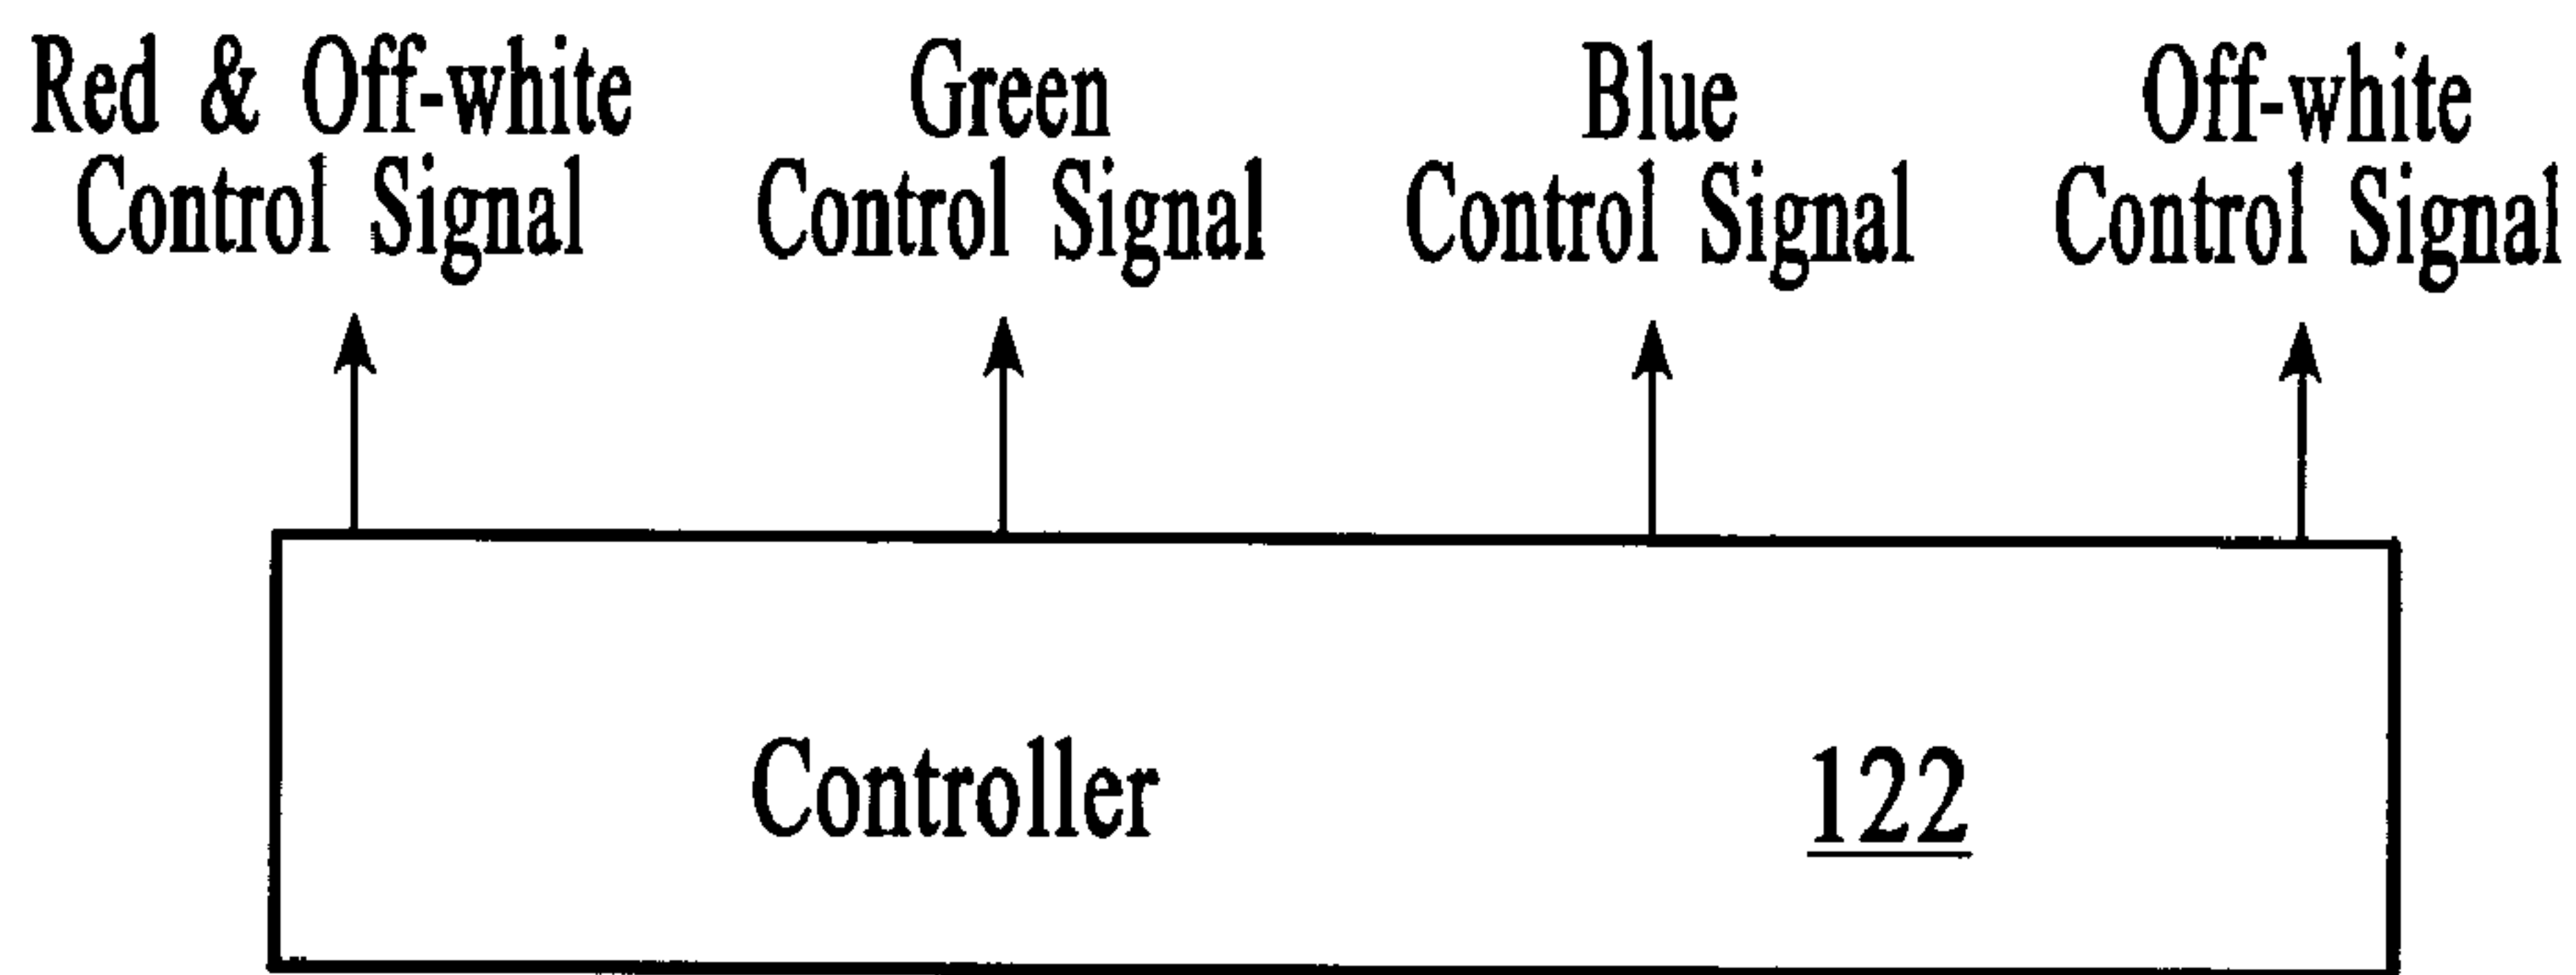 Red & Off-white
Control Signal
Green
Control Signal
Blue
Control Signal
Off-white
Control Signal
Controller
122